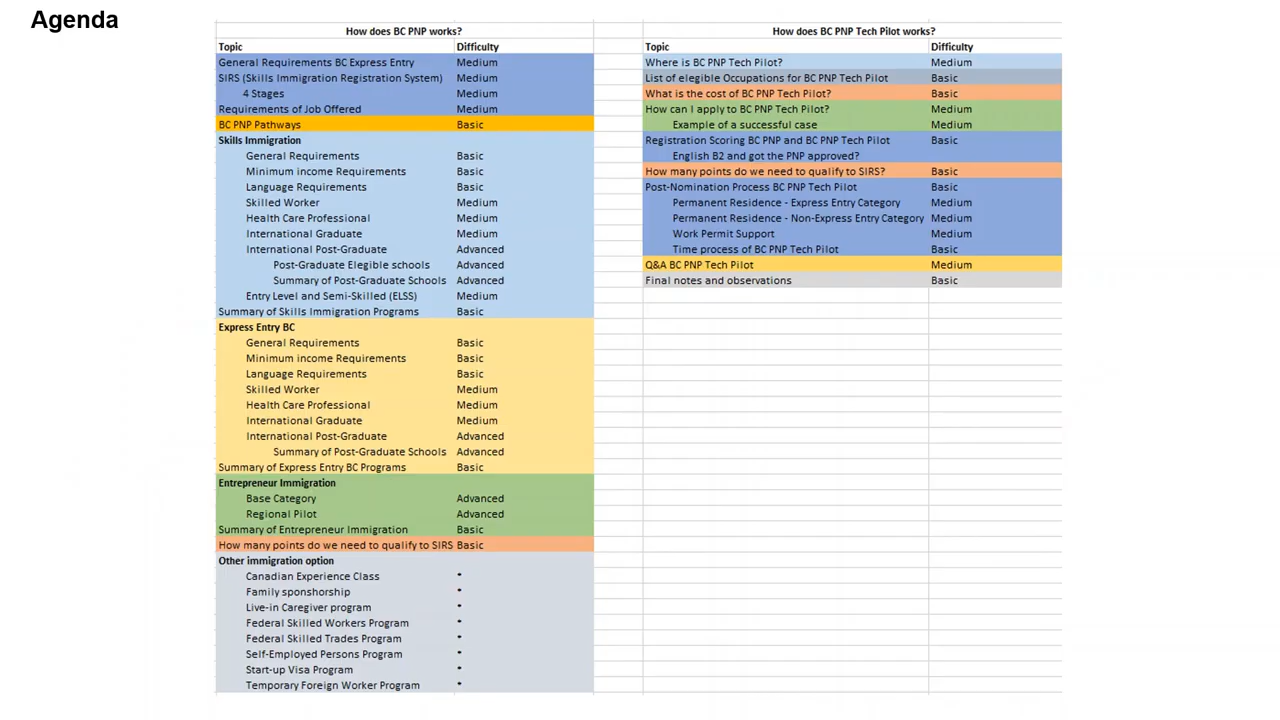 Agenda
How does BC PNP works?
Topic Difficulty
General Requirements BC Express Entry Medium
SIRS (Skills Immigration Registration System) Medium
4 Stages Medium
Requirements of Job Offered Medium
BC PNP Pathways Basic
Skills Immigration
General Requirements Basic
Minimum income Requirements Basic
Language Requirements Basic
Skilled Worker Medium
Health Care Professional Medium
International Graduate Medium
International Post-Graduate Advanced
Post-Graduate Elegible schools Advanced
Summary of Post-Graduate Schools Advanced
Entry Level and Semi-Skilled (ELSS) Medium
Summary of Skills Immigration Programs Basic
Express Entry BC
General Requirements Basic
Minimum income Requirements Basic
Language Requirements Basic
Skilled Worker Medium
Health Care Professional Medium
International Graduate Medium
International Post-Graduate Advanced
Summary of Post-Graduate Schools Advanced
Summary of Express Entry BC Programs Basic
Entrepreneur Immigration
Base Category Advanced
Regional Pilot Advanced
Summary of Entrepreneur Immigration Basic
How many points do we need to qualify to SIRS Basic
Other immigration option
Canadian Experience Class *
Family sponshorship *
Live-in Caregiver program *
Federal Skilled Workers Program *
Federal Skilled Trades Program *
Self-Employed Persons Program *
Start-up Visa Program *
Temporary Foreign Worker Program *
How does BC PNP Tech Pilot works?
Topic Difficulty
Where is BC PNP Tech Pilot? Medium
List of elegible Occupations for BC PNP Tech Pilot Basic
What is the cost of BC PNP Tech Pilot? Basic
How can I apply to BC PNP Tech Pilot? Medium
Example of a successful case Medium
Registration Scoring BC PNP and BC PNP Tech Pilot Basic
English B2 and got the PNP approved?
How many points do we need to qualify to SIRS? Basic
Post-Nomination Process BC PNP Tech Pilot Basic
Permanent Residence - Express Entry Category Medium
Permanent Residence - Non-Express Entry Category Medium
Work Permit Support Medium
Time process of BC PNP Tech Pilot Basic
Q&A BC PNP Tech Pilot Medium
Final notes and observations Basic